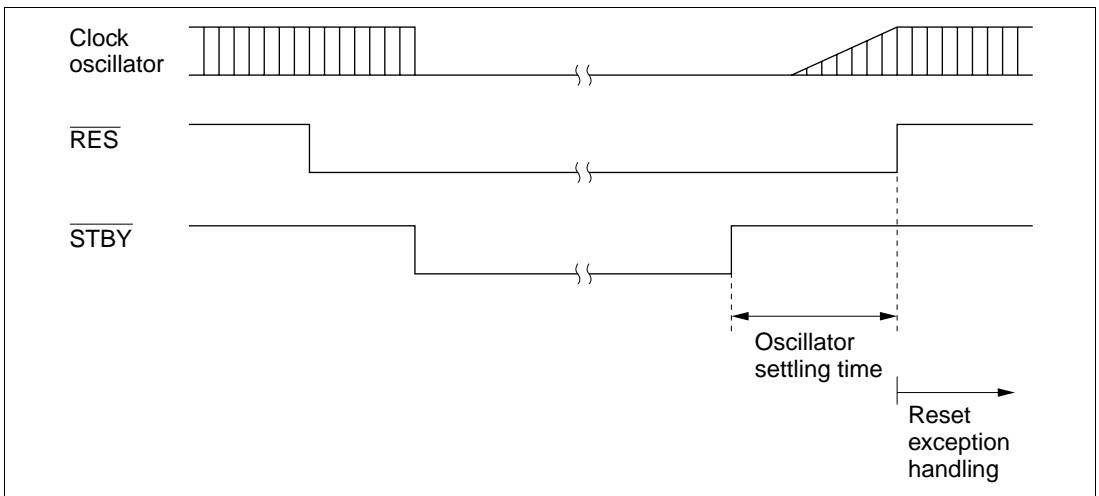 Clock
oscillator
RES
STBY
Oscillator
settling time
Reset
exception
handling